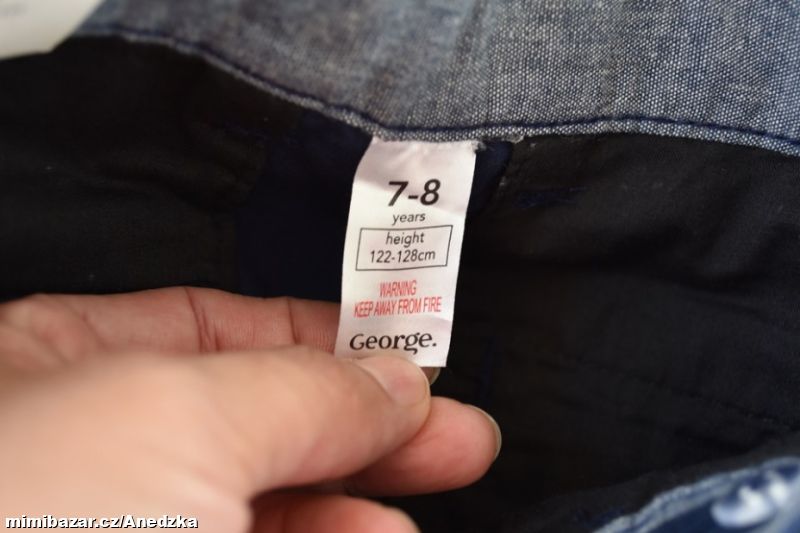 7-8
years
height
122-128cm
WARNING
KEEP AWAY FROM FIRE
George.
mimibazar.cz/Anedzka